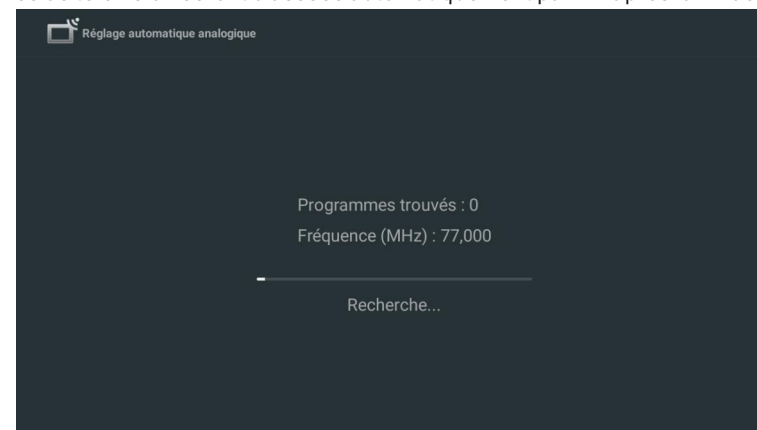 Réglage automatique analogique
Programmes trouvés : 0
Fréquence (MHz) : 77,000
Recherche...